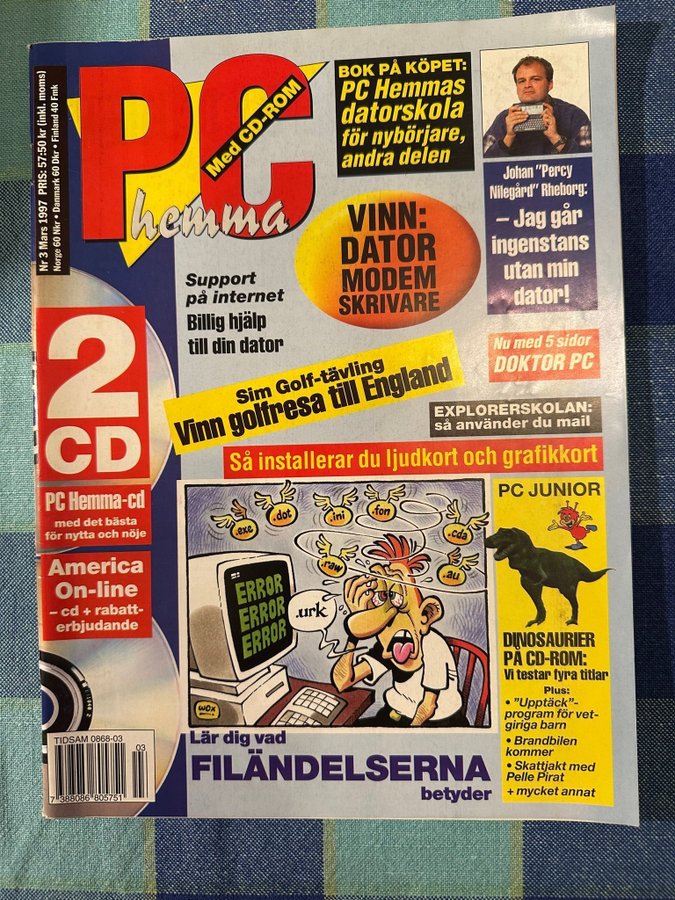 Nr 3 Mars 1997 PRIS: 57:50 kr (inkl. moms)
Norge 60 Nkr • Danmark 60 Dkr • Finland 40 Fmk
PC
Med CD-ROM
hemma
BOK PÅ KÖPET:
PC Hemmas
datorskola
för nybörjare,
andra delen
Johan "Percy
Nilegård" Rheborg:
– Jag går
ingenstans
utan min
dator!
VINN:
DATOR
MODEM
SKRIVARE
Support
på internet
Billig hjälp
till din dator
Nu med 5 sidor
DOKTOR PC
2
CD
Sim Golf-tävling
Vinn golfresa till England
EXPLORERSKOLAN:
så använder du mail
Så installerar du ljudkort och grafikkort
PC Hemma-cd
med det bästa
för nytta och nöje
America
On-line
– cd + rabatt-
erbjudande
.exe
.dot
.ini
.fon
.cda
.raw
.au
ERROR
ERROR
ERROR
.urk
WOX
PC JUNIOR
DINOSAURIER
PÅ CD-ROM:
Vi testar fyra titlar
Plus:
• "Upptäck"-
program för vet-
giriga barn
• Brandbilen
kommer
• Skattjakt med
Pelle Pirat
+ mycket annat
Lär dig vad
FILÄNDELSERNA
betyder
TIDSAM 0868-03
03
7 388086 805751